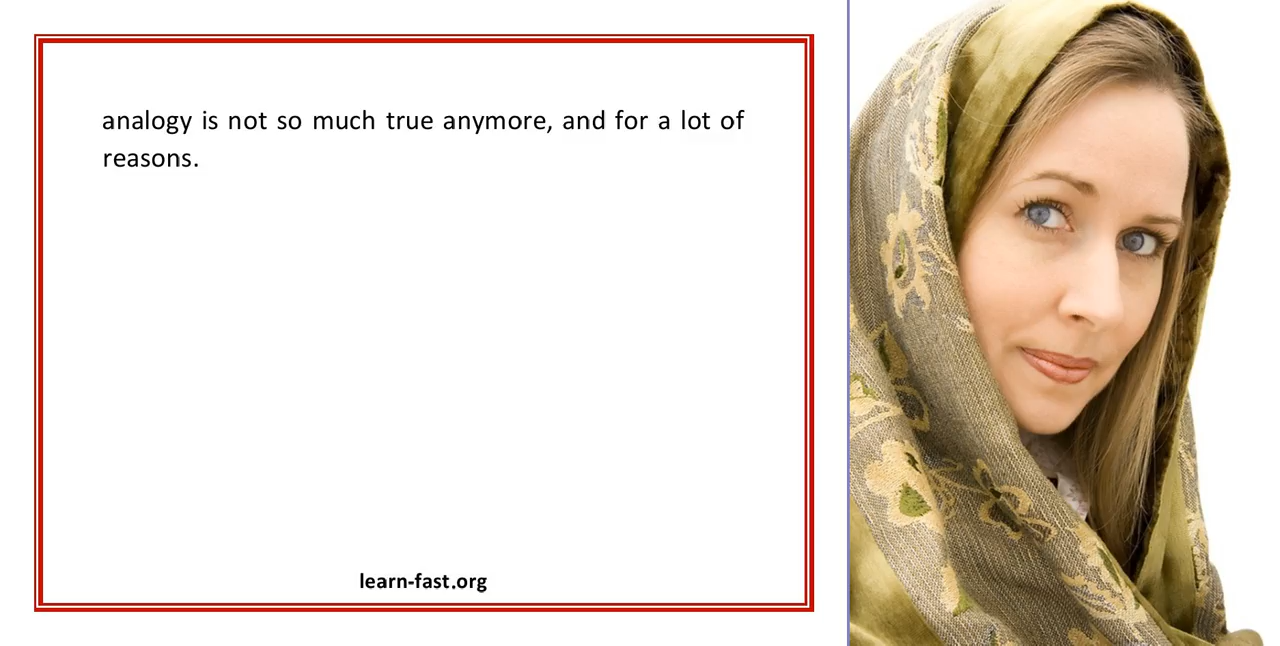 analogy is not so much true anymore, and for a lot of
reasons.
learn-fast.org